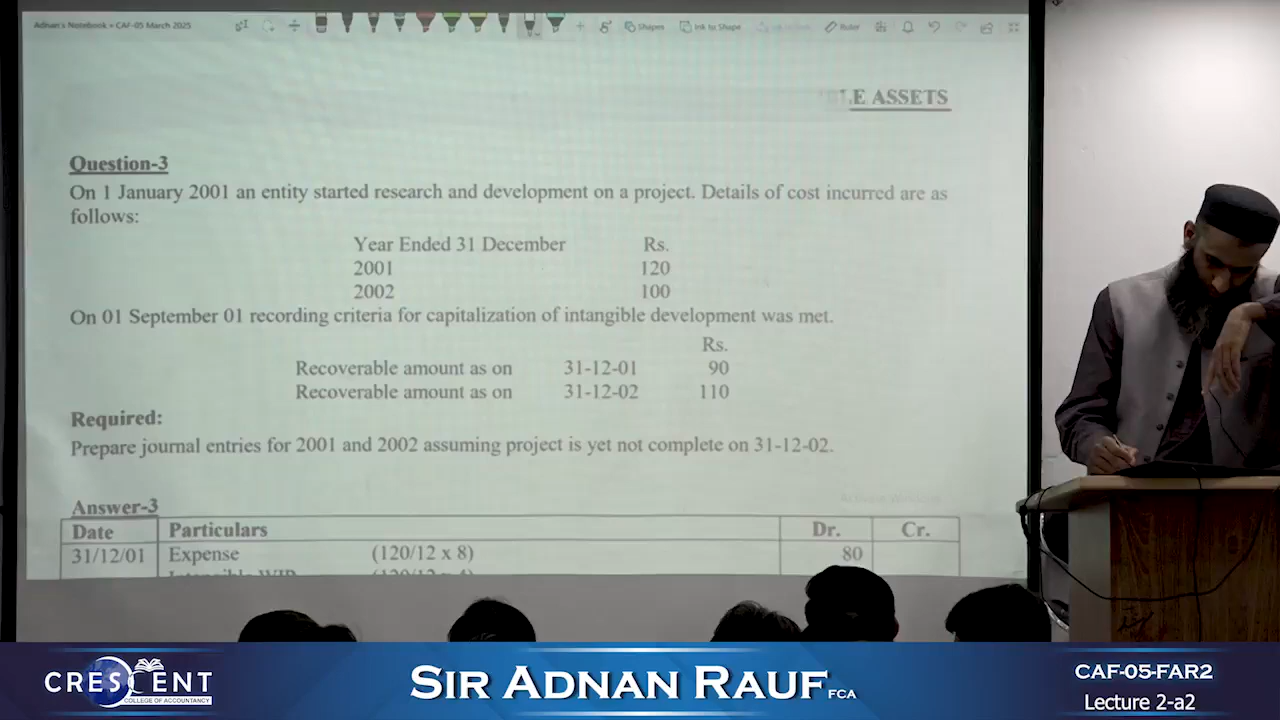 Adnan's Notebook » CAF-05 March 2025
Shapes
Ink to Shape
Ruler
LE ASSETS
Question-3
On 1 January 2001 an entity started research and development on a project. Details of cost incurred are as
follows:
Year Ended 31 December Rs.
2001 120
2002 100
On 01 September 01 recording criteria for capitalization of intangible development was met.
Rs.
Recoverable amount as on 31-12-01 90
Recoverable amount as on 31-12-02 110
Required:
Prepare journal entries for 2001 and 2002 assuming project is yet not complete on 31-12-02.
Answer-3
Date Particulars Dr. Cr.
31/12/01 Expense (120/12 x 8) 80
Intangible WIP (120/12 x 4)
CRESCENT
COLLEGE OF ACCOUNTANCY
SIR ADNAN RAUF FCA
CAF-05-FAR2
Lecture 2-a2